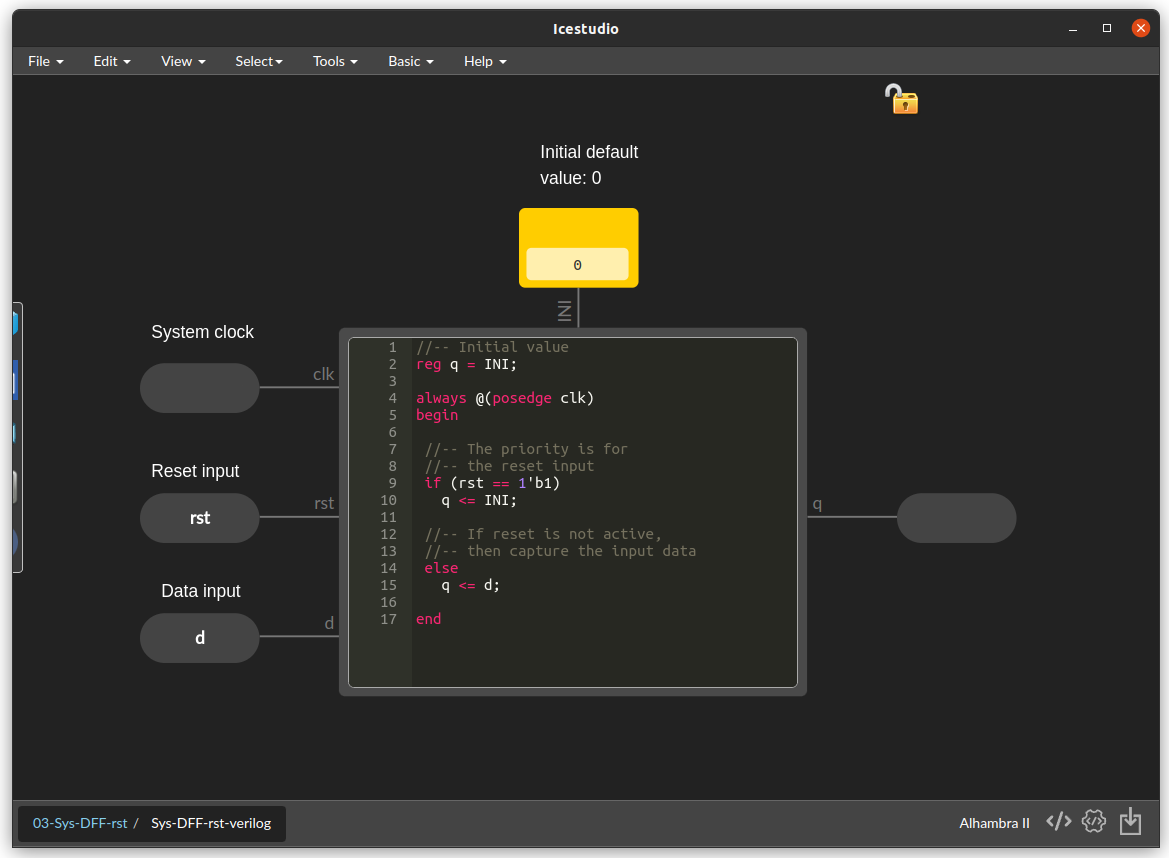 Icestudio
File Edit View Select Tools Basic Help
Initial default
value: 0
0
INI
System clock
clk
Reset input
rst
rst
Data input
d
d
1 //-- Initial value
2 reg q = INI;
3
4 always @(posedge clk)
5 begin
6
7 //-- The priority is for
8 //-- the reset input
9 if (rst == 1'b1)
10 q <= INI;
11
12 //-- If reset is not active,
13 //-- then capture the input data
14 else
15 q <= d;
16
17 end
q
03-Sys-DFF-rst / Sys-DFF-rst-verilog
Alhambra II